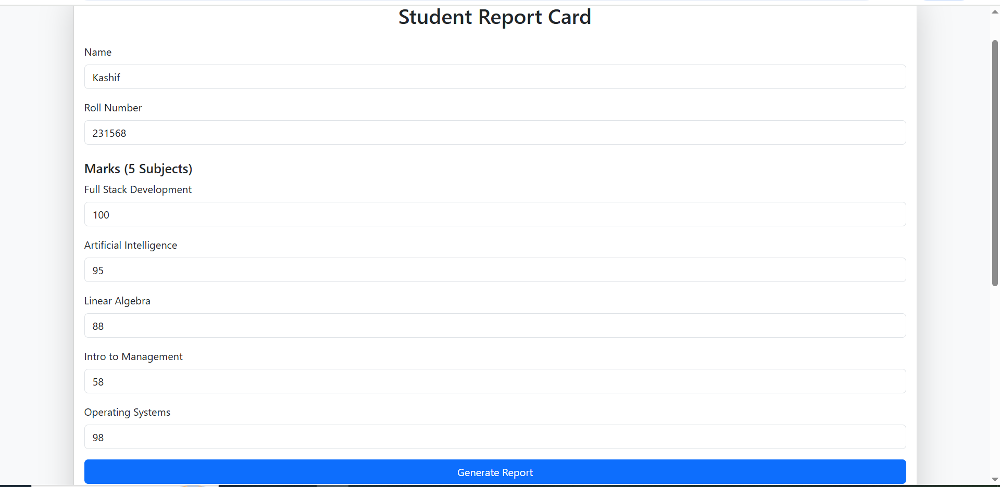 Student Report Card
Name
Kashif
Roll Number
231568
Marks (5 Subjects)
Full Stack Development
100
Artificial Intelligence
95
Linear Algebra
88
Intro to Management
58
Operating Systems
98
Generate Report